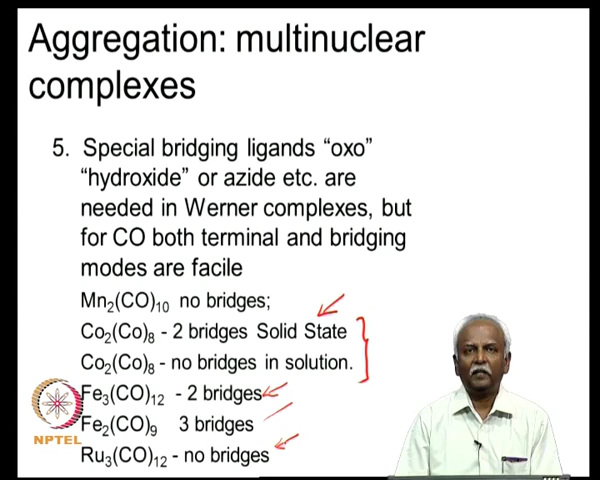 Aggregation: multinuclear
complexes
5. Special bridging ligands “oxo”
“hydroxide” or azide etc. are
needed in Werner complexes, but
for CO both terminal and bridging
modes are facile
Mn₂(CO)₁₀ no bridges;
Co₂(Co)₈ - 2 bridges Solid State
Co₂(Co)₈ - no bridges in solution.
Fe₃(CO)₁₂ - 2 bridges
Fe₂(CO)₉ 3 bridges
Ru₃(CO)₁₂ - no bridges
NPTEL